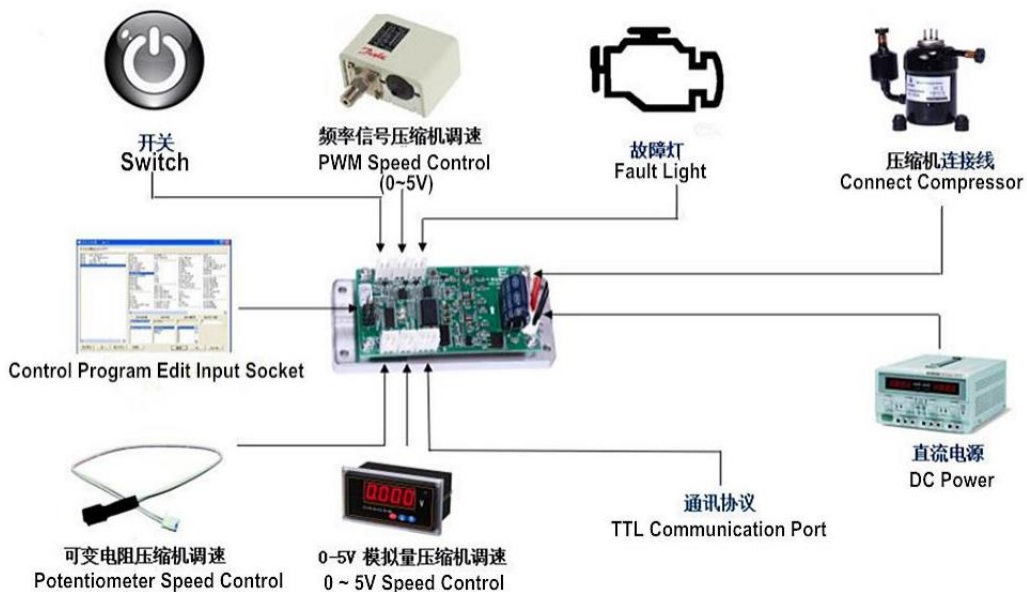 开关
Switch
频率信号压缩机调速
PWM Speed Control
(0~5V)
故障灯
Fault Light
压缩机连接线
Connect Compressor
Control Program Edit Input Socket
直流电源
DC Power
可变电阻压缩机调速
Potentiometer Speed Control
0.000 V
0-5V 模拟量压缩机调速
0 ~ 5V Speed Control
通讯协议
TTL Communication Port